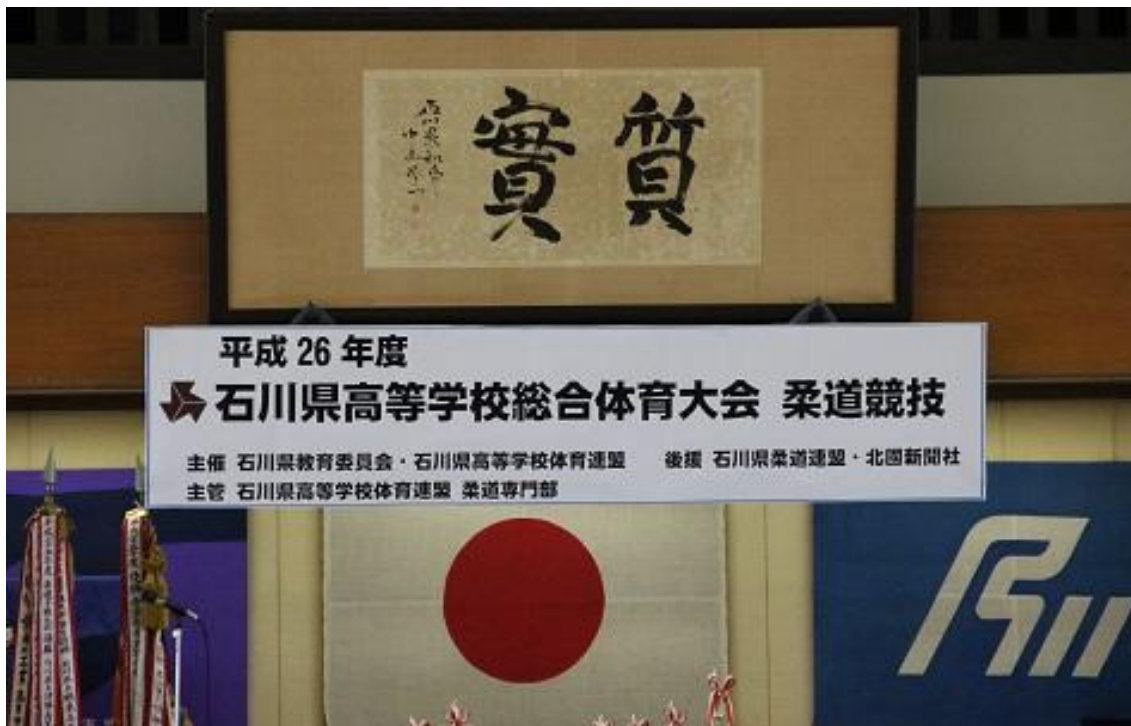 質實
平成 26 年度
石川県高等学校総合体育大会 柔道競技
主催 石川県教育委員会・石川県高等学校体育連盟 後援 石川県柔道連盟・北國新聞社
主管 石川県高等学校体育連盟 柔道専門部